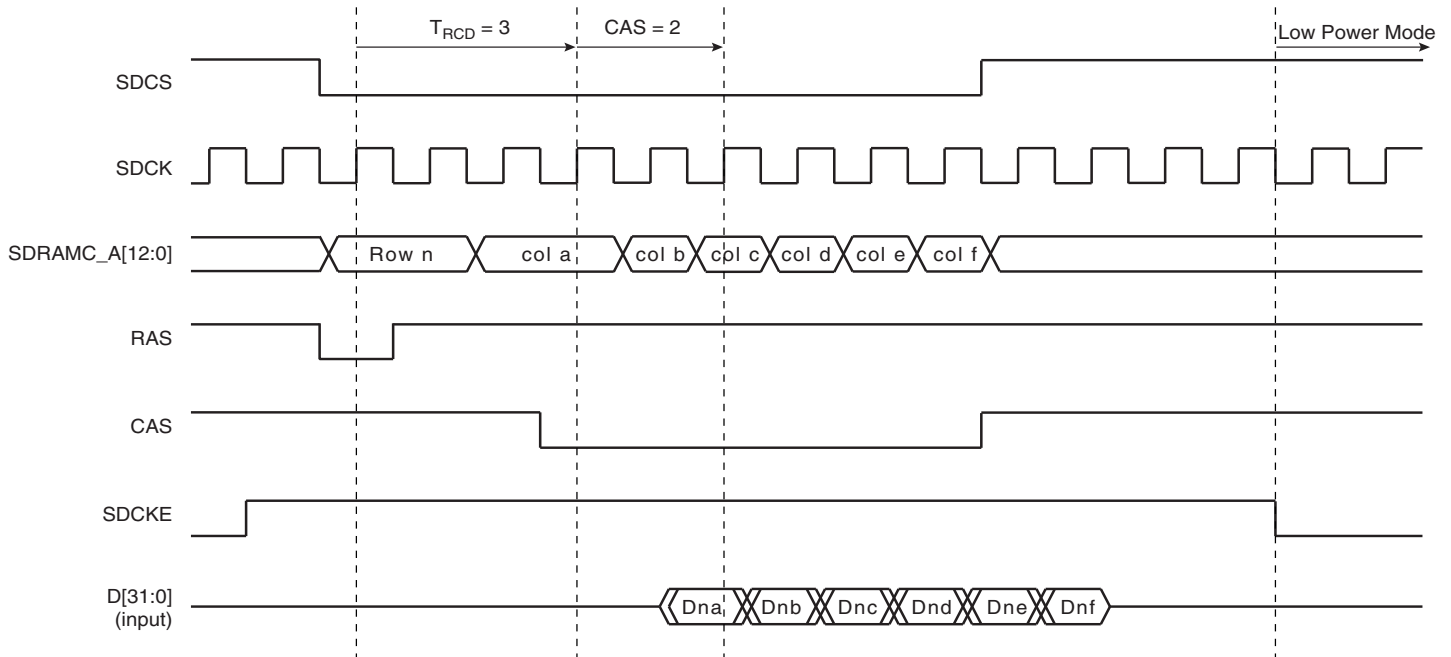 T_RCD = 3
CAS = 2
Low Power Mode
SDCS
SDCK
SDRAMC_A[12:0]
Row n
col a
col b
col c
col d
col e
col f
RAS
CAS
SDCKE
D[31:0]
(input)
Dna
Dnb
Dnc
Dnd
Dne
Dnf